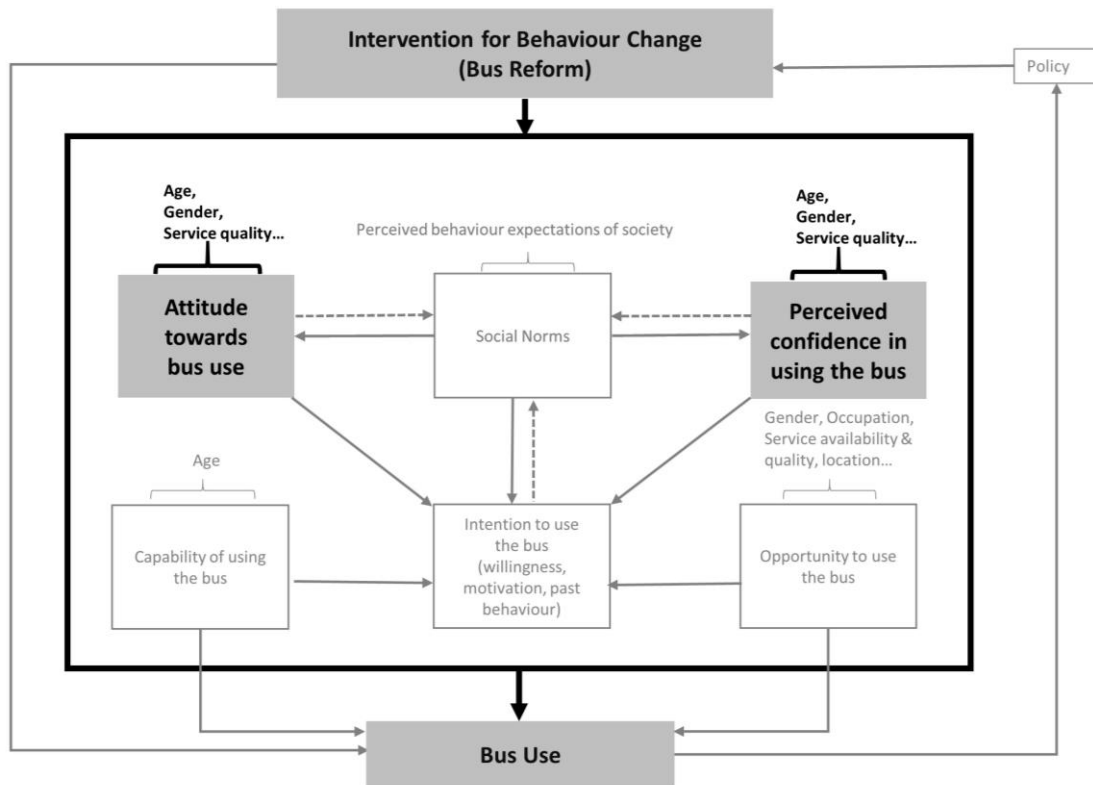 Intervention for Behaviour Change
(Bus Reform)
Policy
Age,
Gender,
Service quality...
Perceived behaviour expectations of society
Age,
Gender,
Service quality...
Attitude
towards
bus use
Social Norms
Perceived
confidence in
using the bus
Age
Gender, Occupation,
Service availability &
quality, location...
Capability of using
the bus
Intention to use
the bus
(willingness,
motivation, past
behaviour)
Opportunity to use
the bus
Bus Use